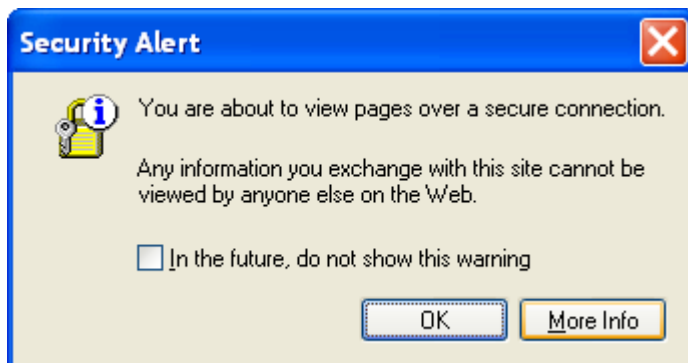 Security Alert
You are about to view pages over a secure connection.
Any information you exchange with this site cannot be
viewed by anyone else on the Web.
In the future, do not show this warning
OK
More Info